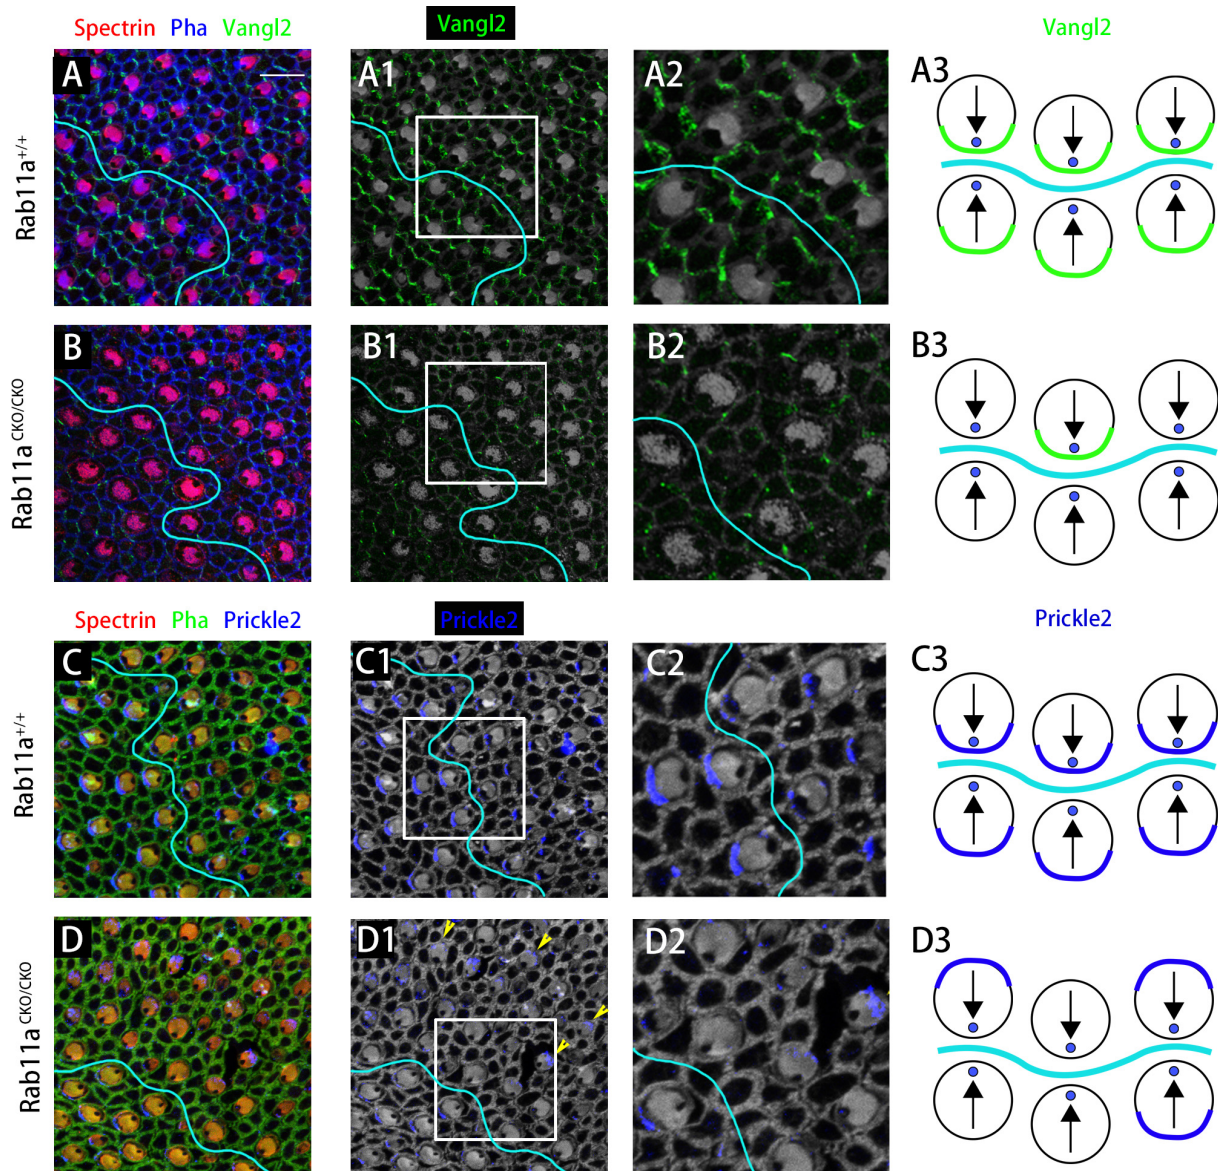 Spectrin Pha Vangl2
Vangl2
Vangl2
Rab11a+/+
A
A1
A2
A3
Rab11aCKO/CKO
B
B1
B2
B3
Spectrin Pha Prickle2
Prickle2
Prickle2
Rab11a+/+
C
C1
C2
C3
Rab11aCKO/CKO
D
D1
D2
D3